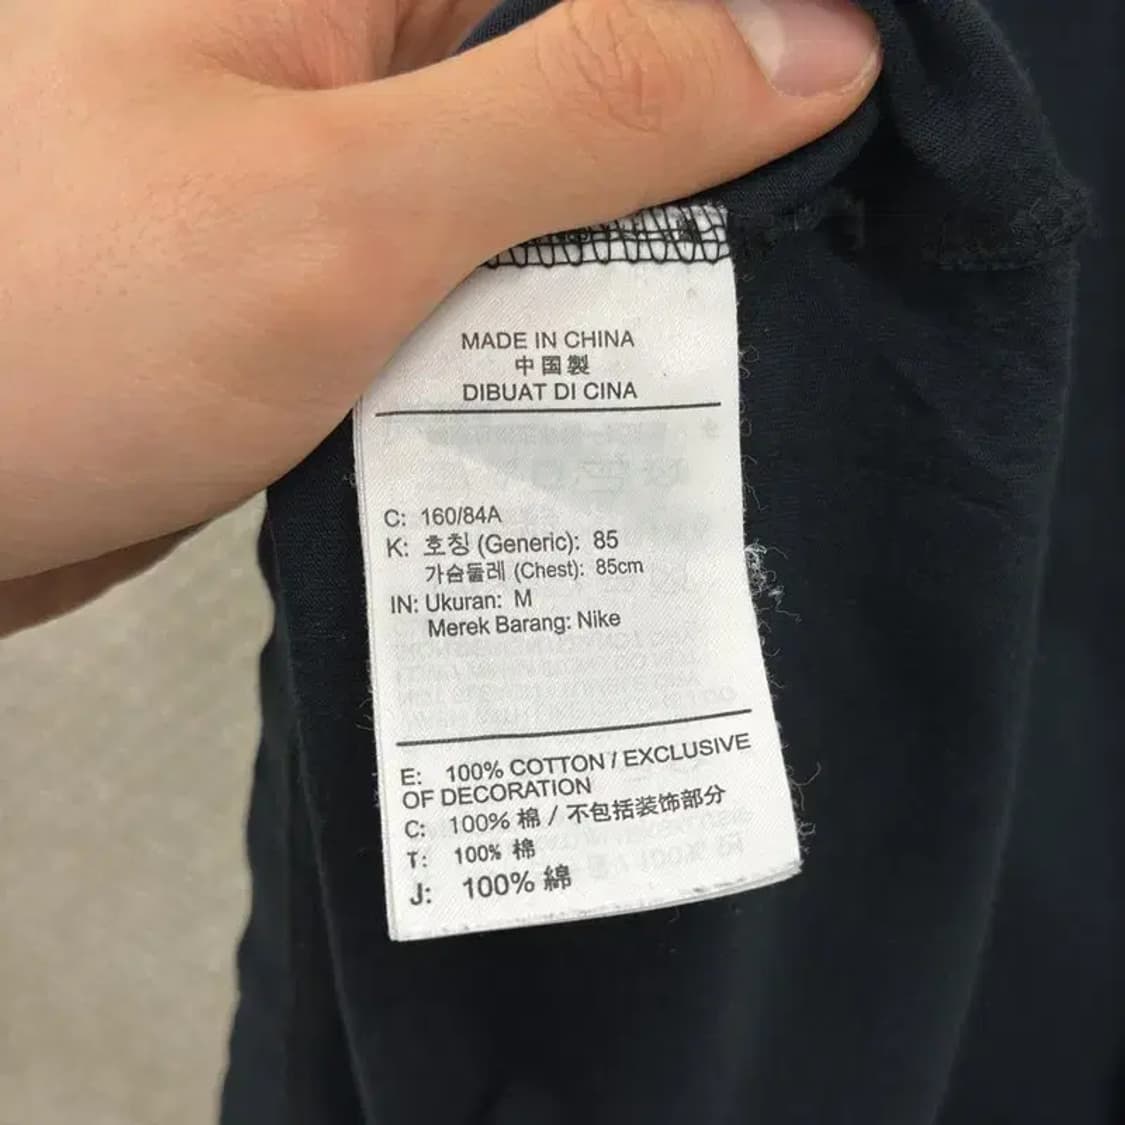 MADE IN CHINA
中国製
DIBUAT DI CINA
C: 160/84A
K: 호칭 (Generic): 85
가슴둘레 (Chest): 85cm
IN: Ukuran: M
Merek Barang: Nike
E: 100% COTTON / EXCLUSIVE
OF DECORATION
C: 100% 棉 / 不包括装饰部分
T: 100% 棉
J: 100% 綿